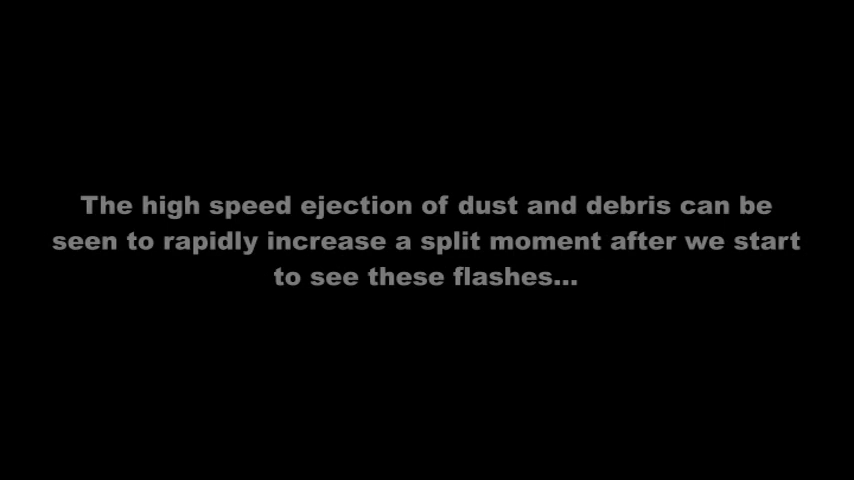 The high speed ejection of dust and debris can be
seen to rapidly increase a split moment after we start
to see these flashes...